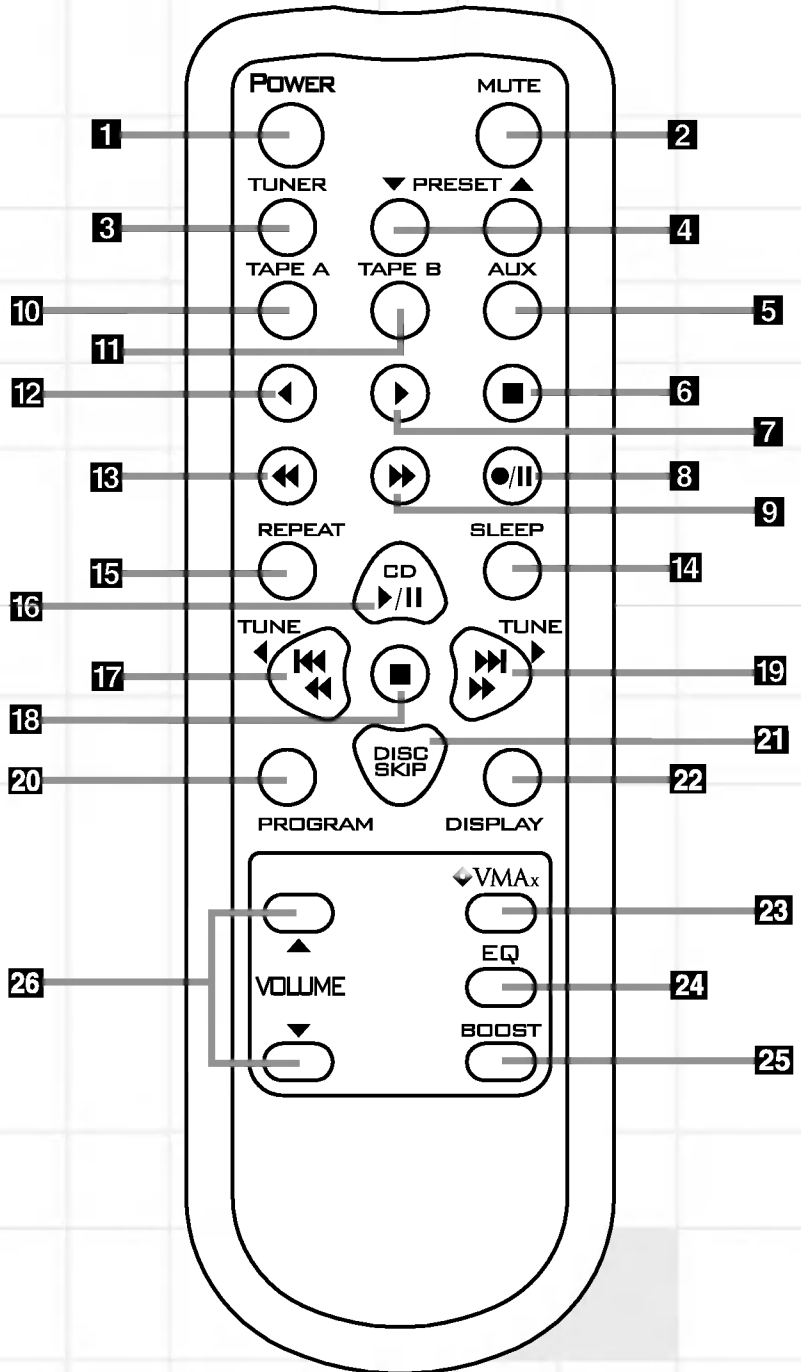 POWER MUTE
1 2
TUNER ▼ PRESET ▲
3 4
TAPE A TAPE B AUX
10 5
11
12 ◀ ▶ ■ 6
7
13 ◀◀ ▶▶ ●/II 8
9
REPEAT SLEEP
15 CD 14
16 ▶/II
TUNE TUNE
◀ ▶
17 I◀◀ ▶▶I 19
◀◀ ■ ▶▶
18 21
DISC
SKIP
20 22
PROGRAM DISPLAY
VMAx
23
▲ EQ
26 VOLUME 24
▼ BOOST
25